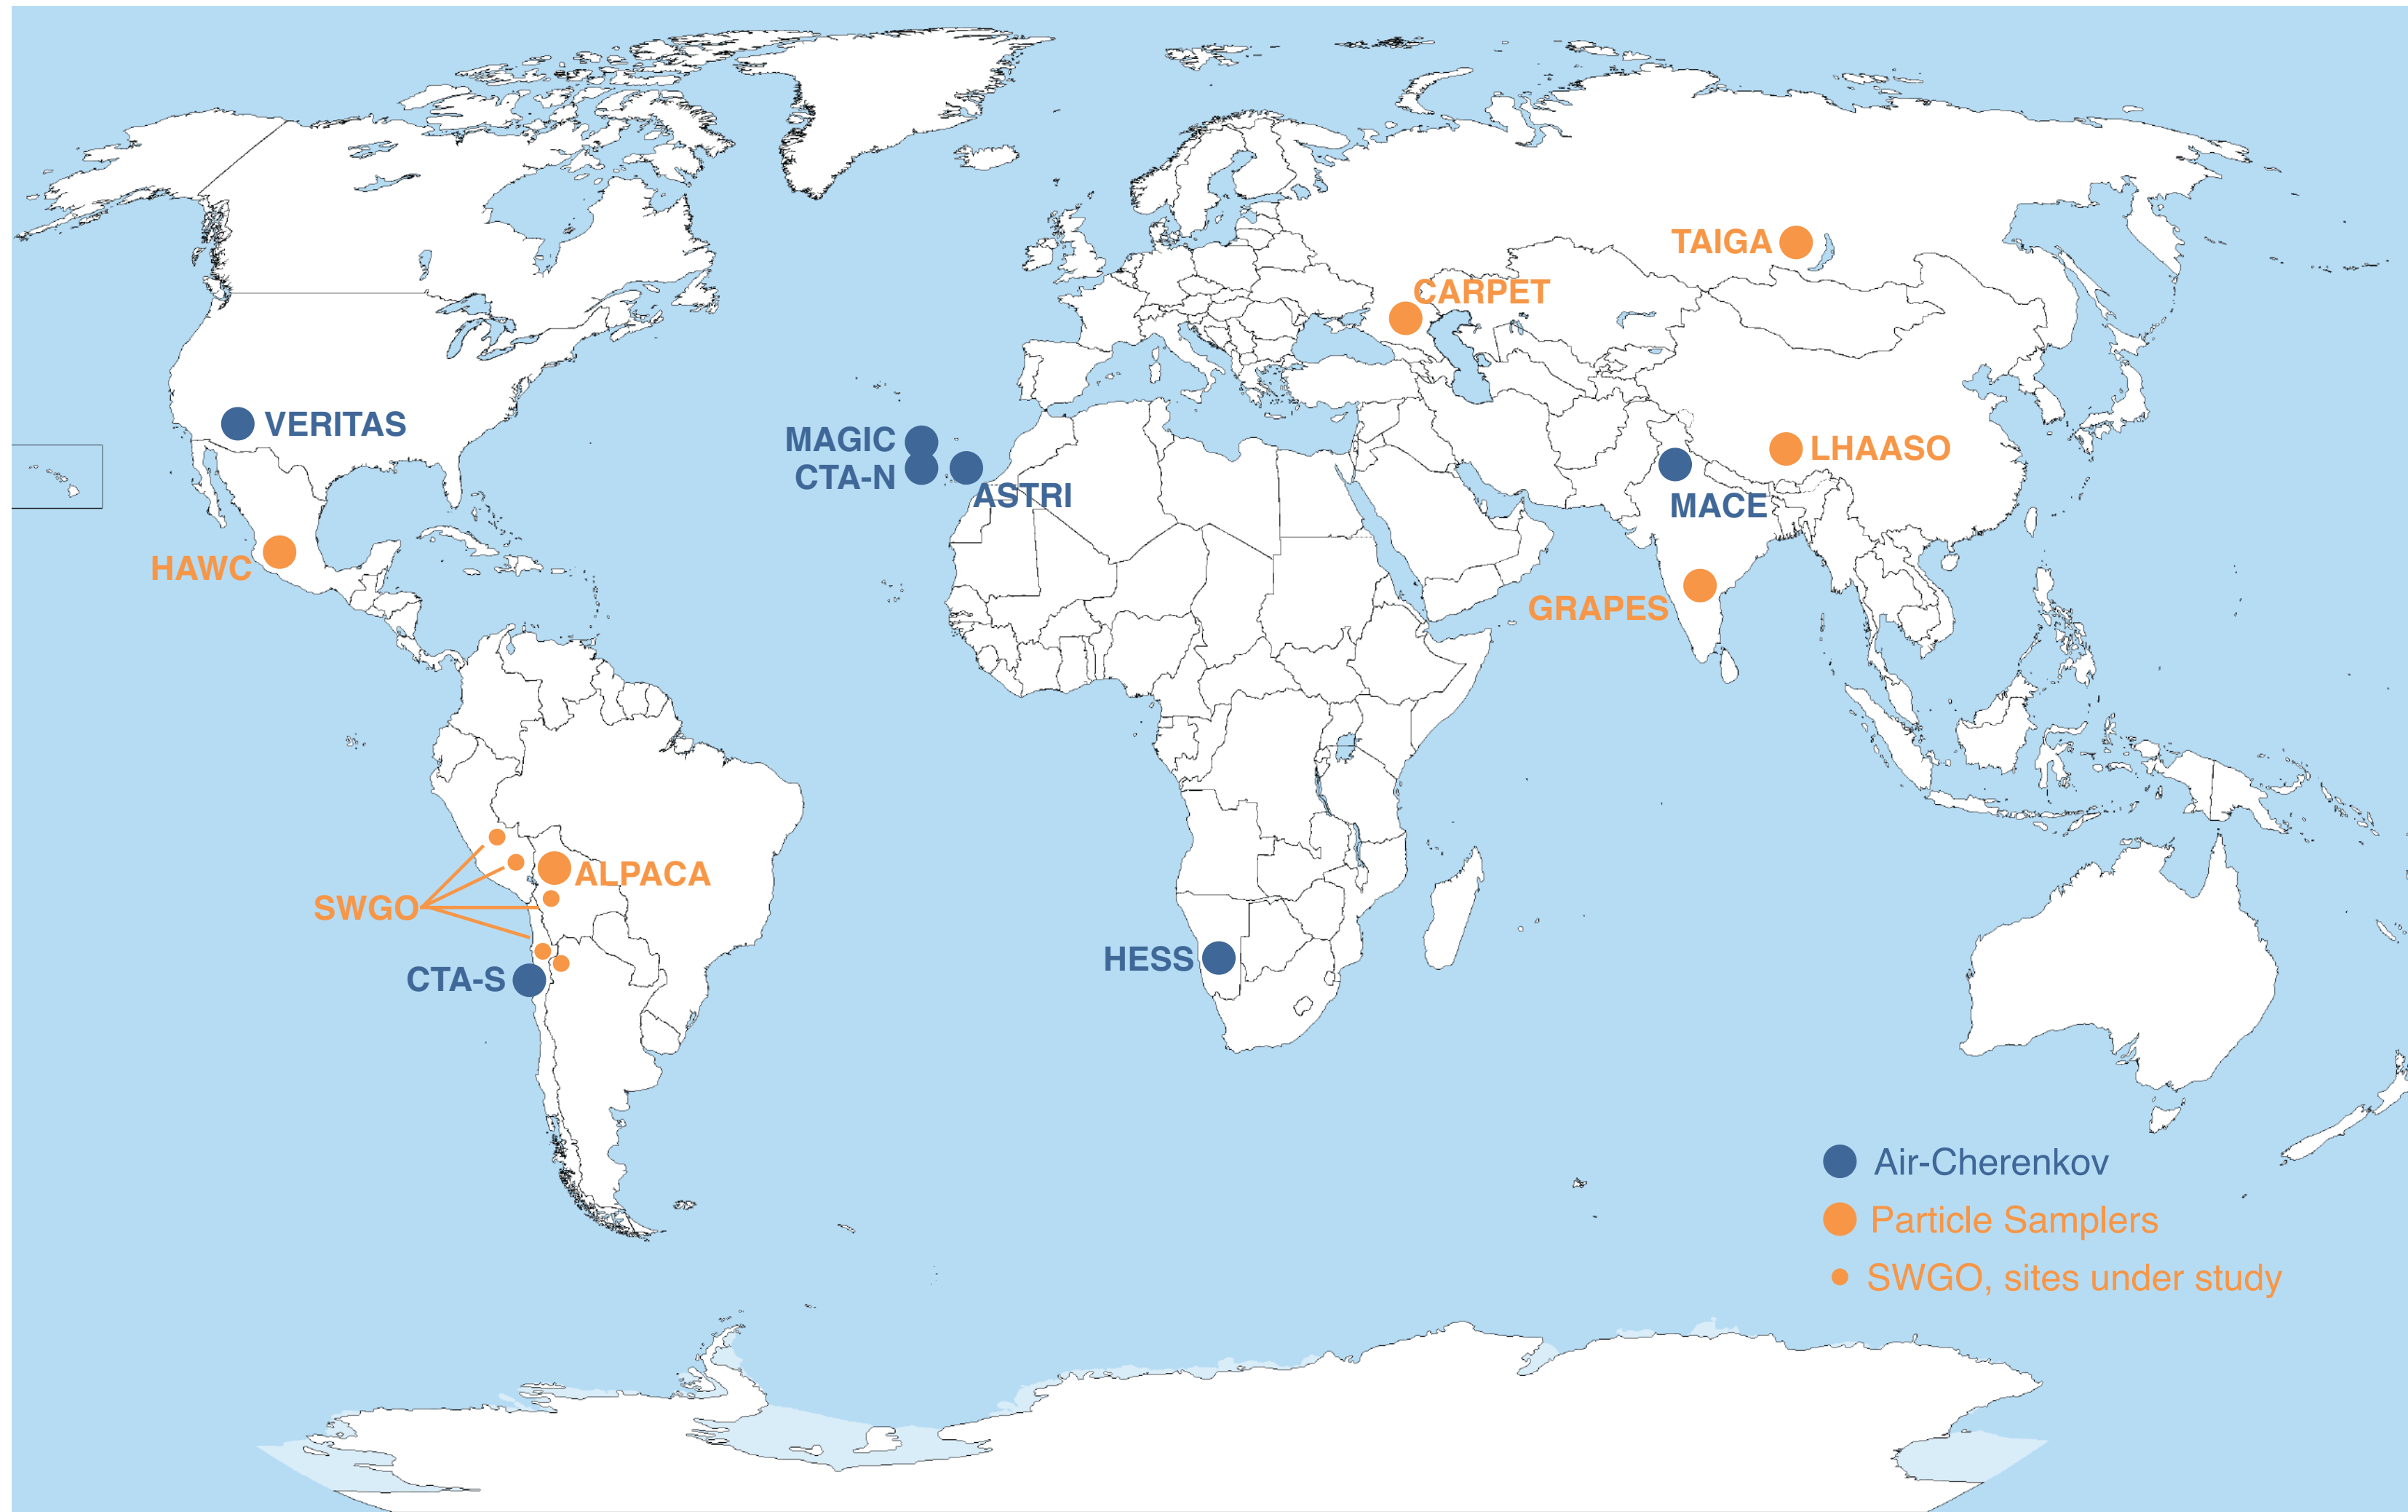 TAIGA
CARPET
VERITAS
MAGIC
CTA-N
ASTRI
LHAASO
MACE
HAWC
GRAPES
ALPACA
SWGO
HESS
CTA-S
Air-Cherenkov
Particle Samplers
SWGO, sites under study